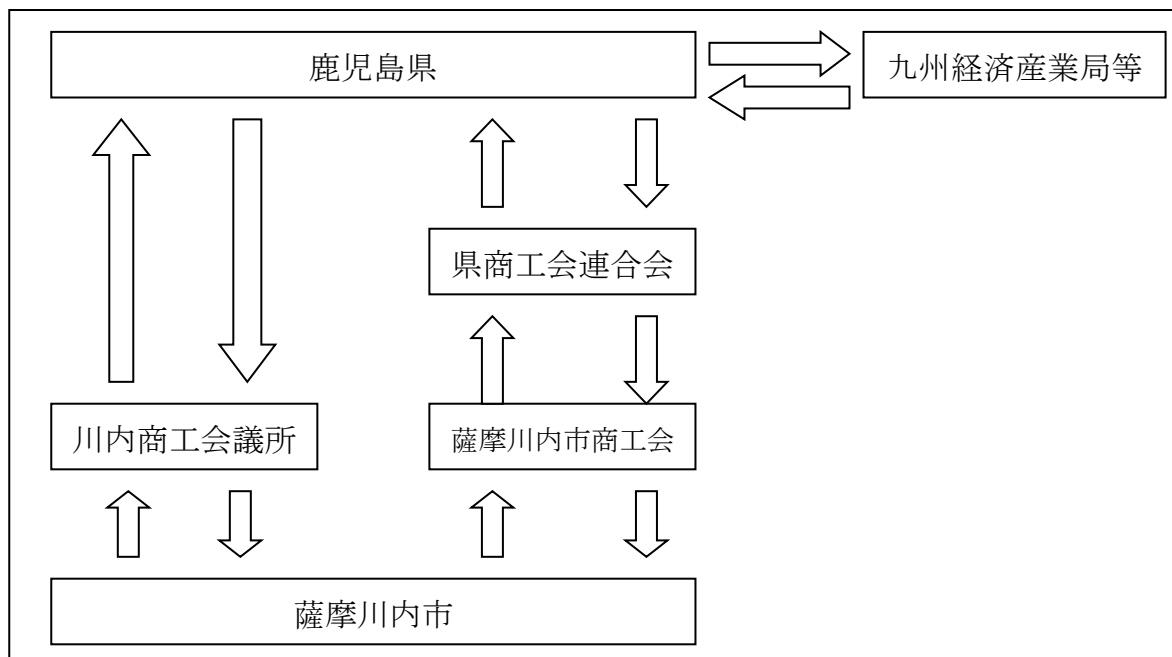 鹿児島県
九州経済産業局等
県商工会連合会
川内商工会議所
薩摩川内市商工会
薩摩川内市